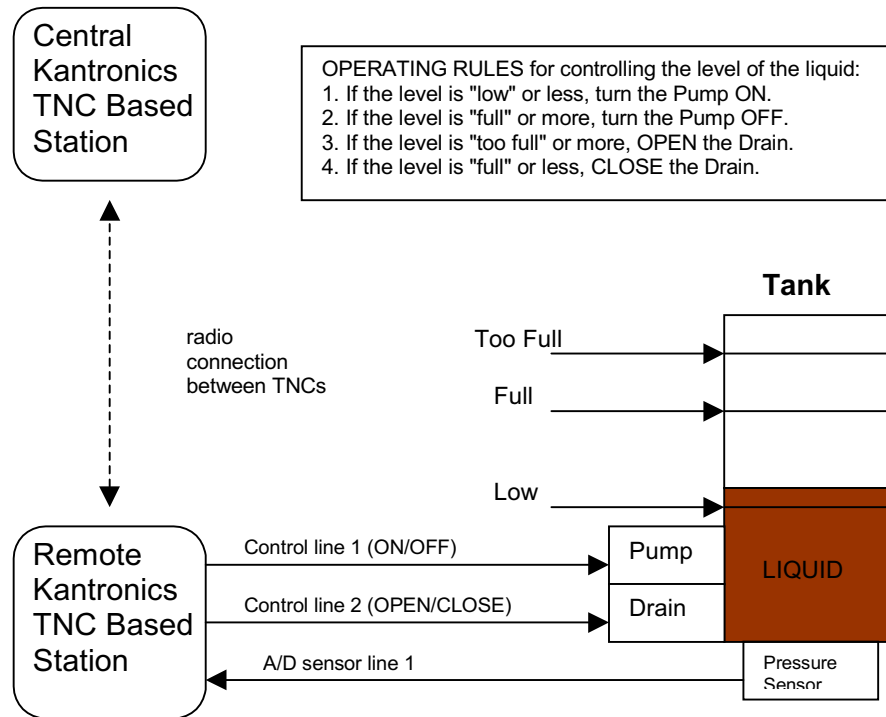 Central
Kantronics
TNC Based
Station
OPERATING RULES for controlling the level of the liquid:
1. If the level is "low" or less, turn the Pump ON.
2. If the level is "full" or more, turn the Pump OFF.
3. If the level is "too full" or more, OPEN the Drain.
4. If the level is "full" or less, CLOSE the Drain.
Tank
radio
connection
between TNCs
Too Full
Full
Low
Remote
Kantronics
TNC Based
Station
Control line 1 (ON/OFF)
Pump
LIQUID
Control line 2 (OPEN/CLOSE)
Drain
A/D sensor line 1
Pressure
Sensor